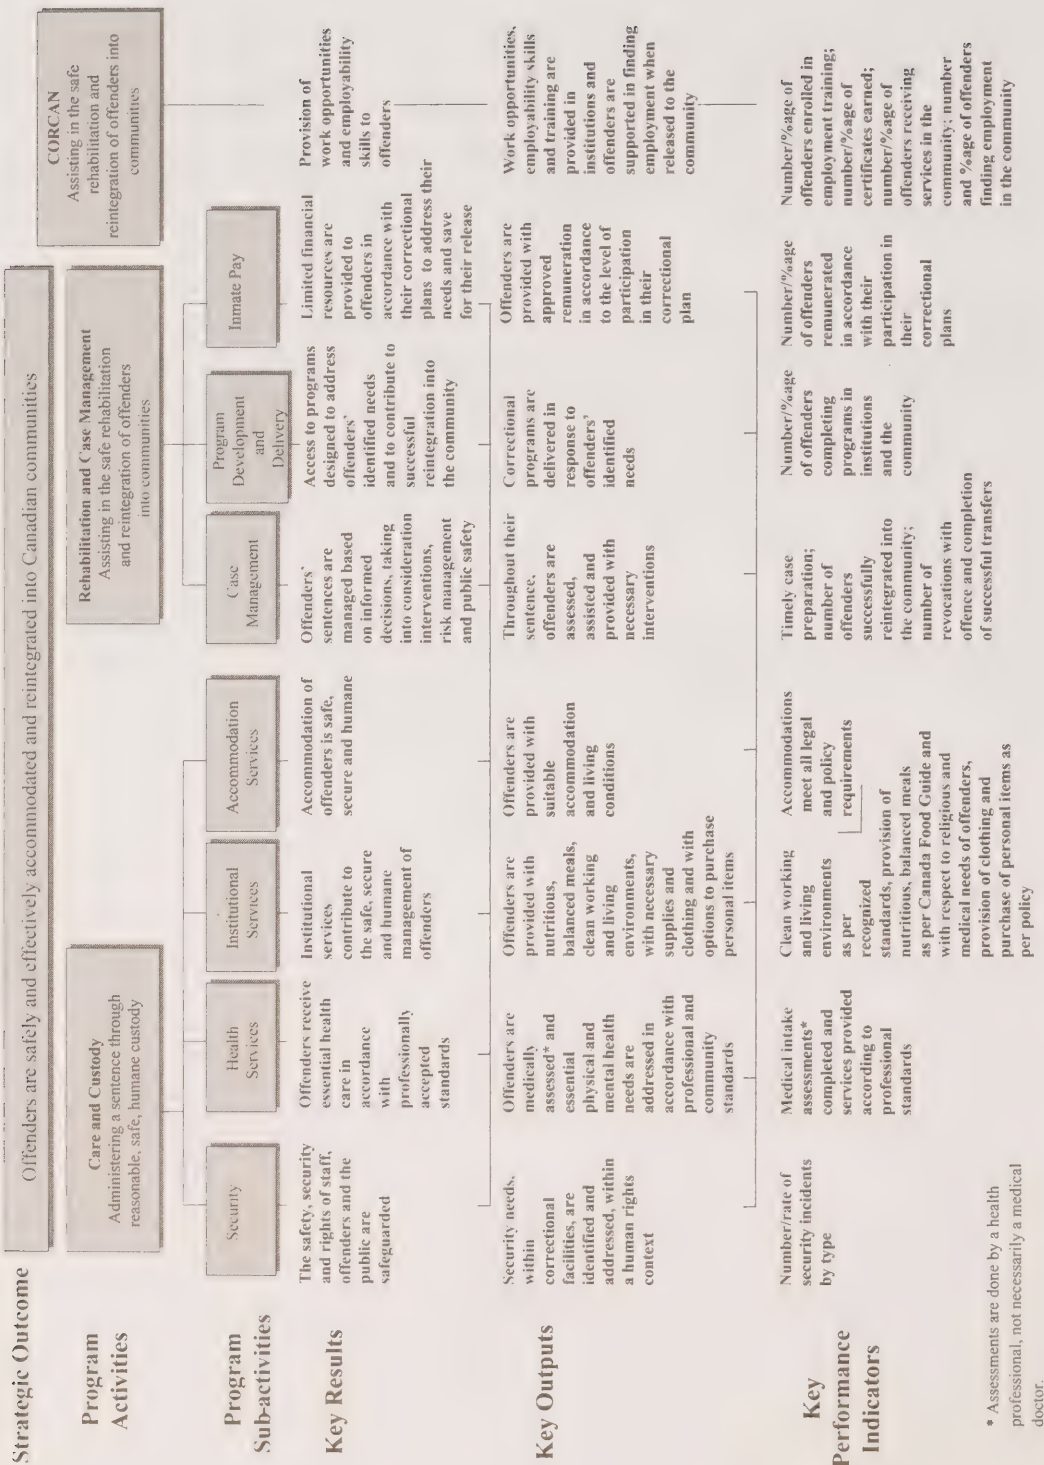 Strategic Outcome
Offenders are safely and effectively accommodated and reintegrated into Canadian communities
Program
Activities
Care and Custody
Administering a sentence through
reasonable, safe, humane custody
Rehabilitation and Case Management
Assisting in the safe rehabilitation
and reintegration of offenders
into communities
CORCAN
Assisting in the safe
rehabilitation and
reintegration of offenders into
communities
Program
Sub-activities
Security
Health
Services
Institutional
Services
Accommodation
Services
Case
Management
Program
Development
and
Delivery
Inmate Pay
Key Results
The safety, security
and rights of staff,
offenders and the
public are
safeguarded
Offenders receive
essential health
care in
accordance
with
professionally
accepted
standards
Institutional
services
contribute to
the safe, secure
and humane
management of
offenders
Accommodation of
offenders is safe,
secure and humane
Offenders'
sentences are
managed based
on informed
decisions, taking
into consideration
interventions,
risk management
and public safety
Access to programs
designed to address
offenders'
identified needs
and to contribute to
successful
reintegration into
the community
Limited financial
resources are
provided to
offenders in
accordance with
their correctional
plans to address their
needs and save
for their release
Provision of
work opportunities
and employability
skills to
offenders
Key Outputs
Security needs,
within
correctional
facilities, are
identified and
addressed, within
a human rights
context
Offenders are
medically
assessed* and
essential
physical and
mental health
needs are
addressed in
accordance with
professional and
community
standards
Offenders are
provided with
nutritious,
balanced meals,
clean working
and living
environments,
with necessary
supplies and
clothing and with
options to purchase
personal items
Offenders are
provided with
suitable
accommodation
and living
conditions
Throughout their
sentence,
offenders are
assessed,
assisted and
provided with
necessary
interventions
Correctional
programs are
delivered in
response to
offenders'
identified
needs
Offenders are
provided with
approved
remuneration
in accordance
to the level of
participation
in their
correctional
plan
Work opportunities,
employability skills
and training are
provided in
institutions and
offenders are
supported in finding
employment when
released to the
community
Key
Performance
Indicators
Number/rate of
security incidents
by type
Medical intake
assessments*
completed and
services provided
according to
professional
standards
Clean working
and living
environments
as per
recognized
standards, provision of
nutritious, balanced meals
as per Canada Food Guide and
with respect to religious and
medical needs of offenders,
provision of clothing and
purchase of personal items as
per policy
Accommodations
meet all legal
and policy
requirements
Timely case
preparation;
number of
offenders
successfully
reintegrated into
the community;
number of
revocations with
offence and completion
of successful transfers
Number/%age
of offenders
completing
programs in
institutions
and the
community
Number/%age
of offenders
remunerated
in accordance
with their
participation in
their
correctional
plans
Number/%age of
offenders enrolled in
employment training;
number/%age of
certificates earned;
number/%age of
offenders receiving
services in the
community; number
and %age of offenders
finding employment
in the community
* Assessments are done by a health
professional, not necessarily a medical
doctor.